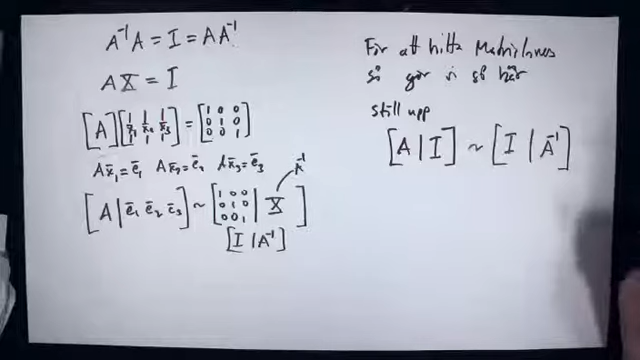 A⁻¹A = I = AA⁻¹
AX = I
[A][x̄₁ x̄₂ x̄₃] = [1 0 0 0 1 0 0 0 1]
Ax̄₁ = ē₁ Ax̄₂ = ē₂ Ax̄₃ = ē₃
A⁻¹
[A | ē₁ ē₂ ē₃] ~ [1 0 0 0 1 0 0 0 1 | X]
[I | A⁻¹]
För att hitta
så gör vi så här
still upp
[A | I] ~ [I | A⁻¹]